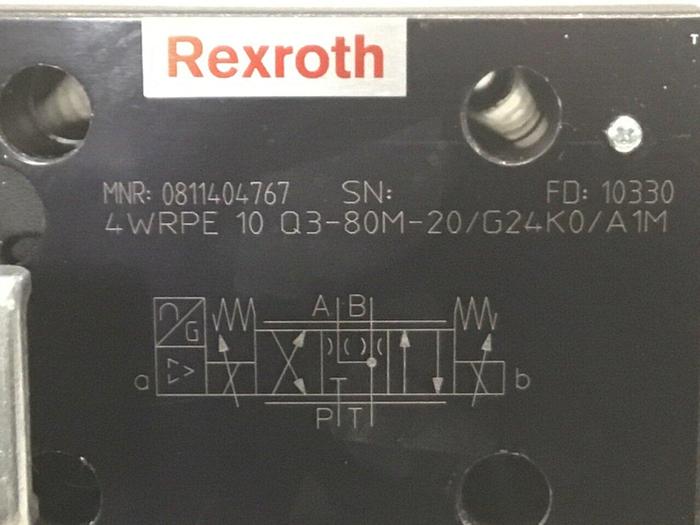 Rexroth
T
MNR: 0811404767 SN: FD: 10330
4WRPE 10 Q3-80M-20/G24K0/A1M
A B
G
a b
P T